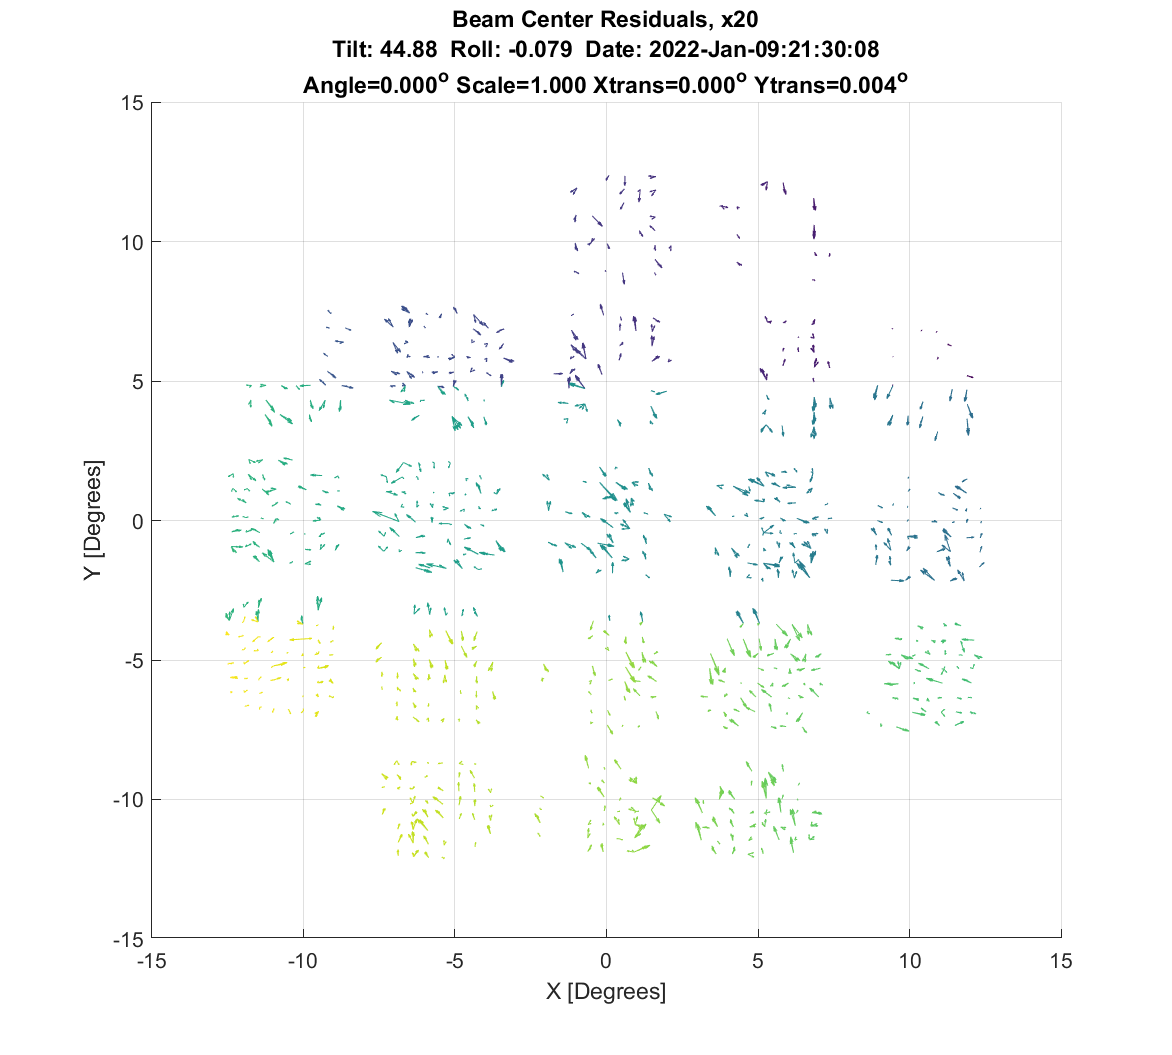 Beam Center Residuals, x20
Tilt: 44.88 Roll: -0.079 Date: 2022-Jan-09:21:30:08
Angle=0.000° Scale=1.000 Xtrans=0.000° Ytrans=0.004°
15
10
5
0
-5
-10
-15
Y [Degrees]
-15 -10 -5 0 5 10 15
X [Degrees]